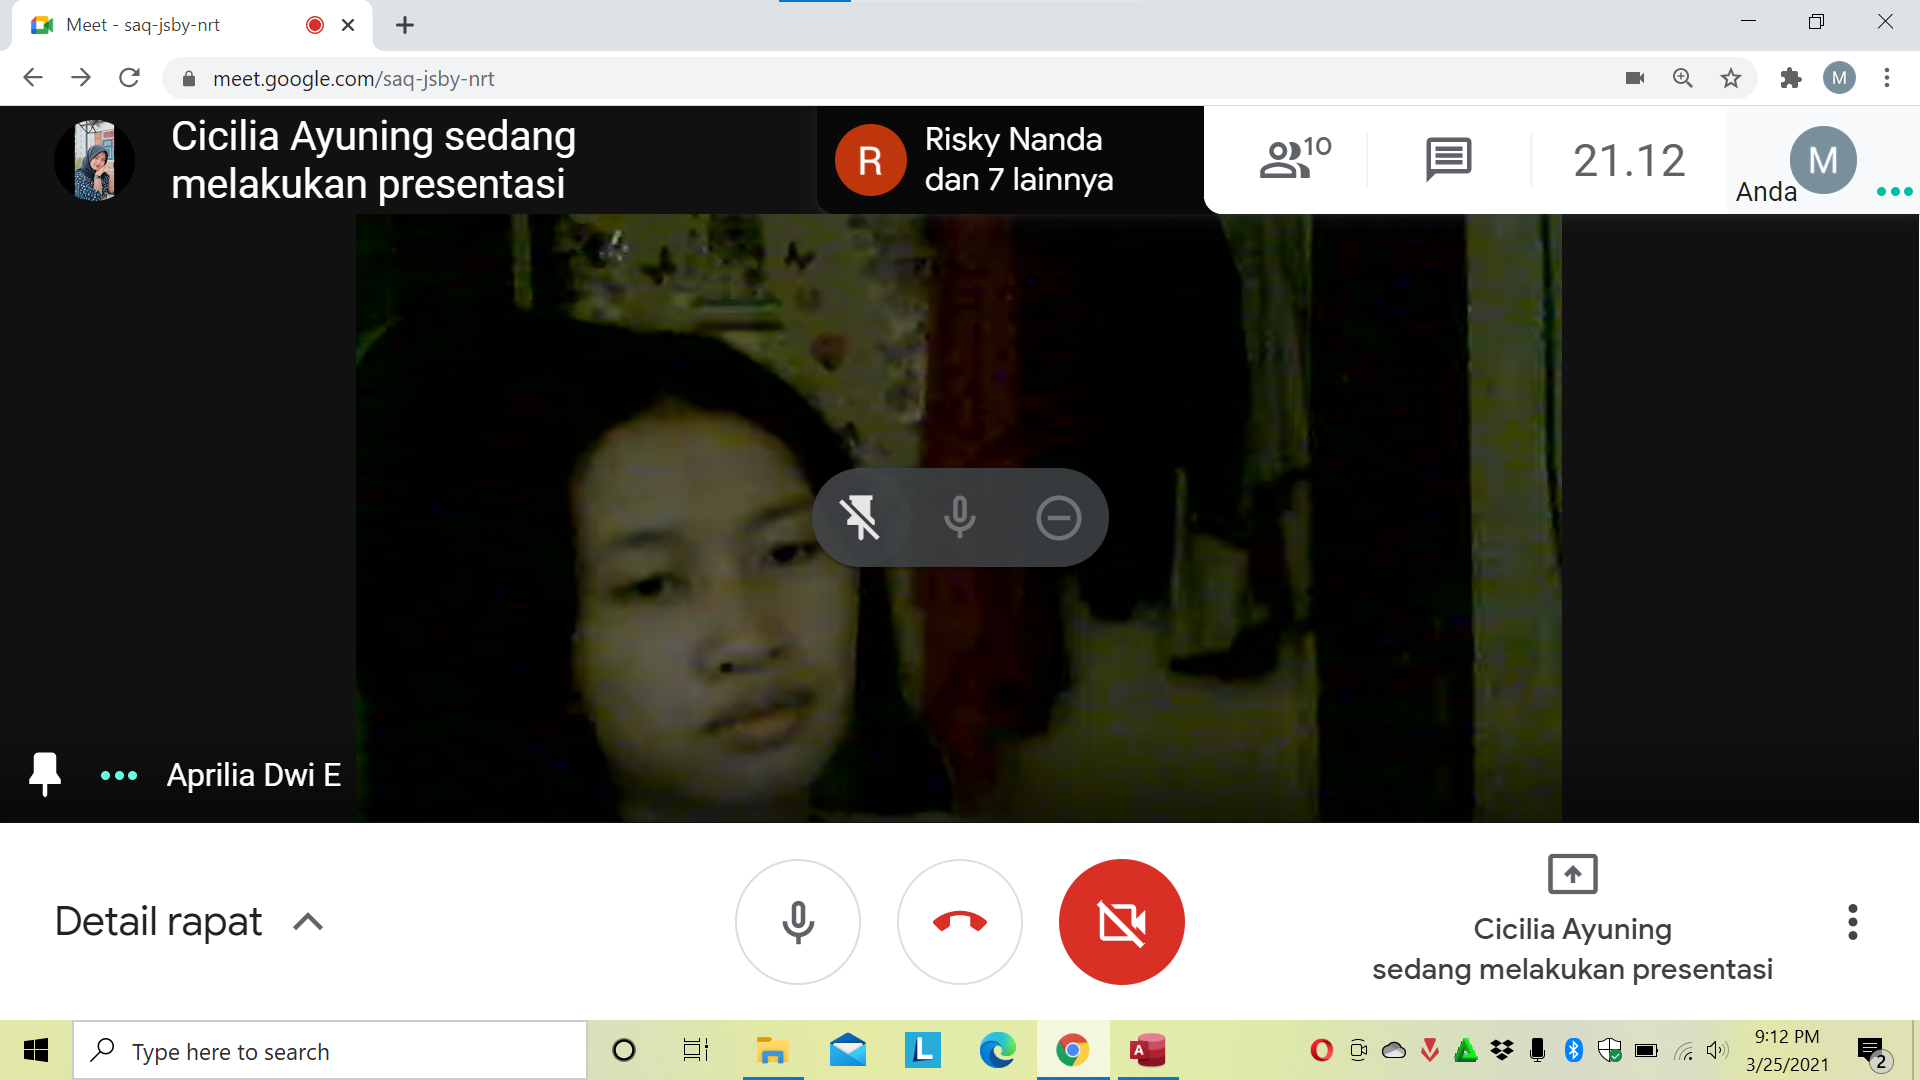 Meet - saq-jsby-nrt
meet.google.com/saq-jsby-nrt
M
Cicilia Ayuning sedang
melakukan presentasi
R
Risky Nanda
dan 7 lainnya
10
21.12
M
Anda
Aprilia Dwi E
Detail rapat
Cicilia Ayuning
sedang melakukan presentasi
Type here to search
L
A
9:12 PM
3/25/2021
2